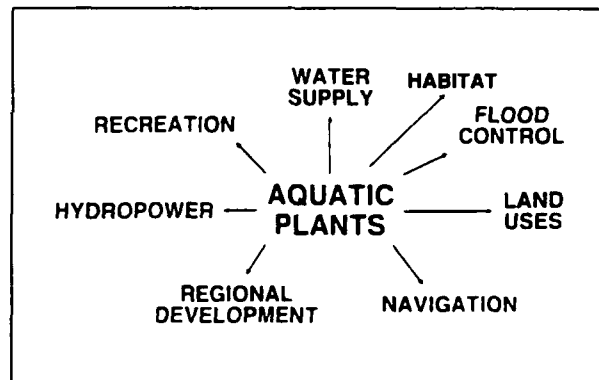 WATER
SUPPLY
HABITAT
FLOOD
CONTROL
RECREATION
AQUATIC
PLANTS
HYDROPOWER
LAND
USES
REGIONAL
DEVELOPMENT
NAVIGATION